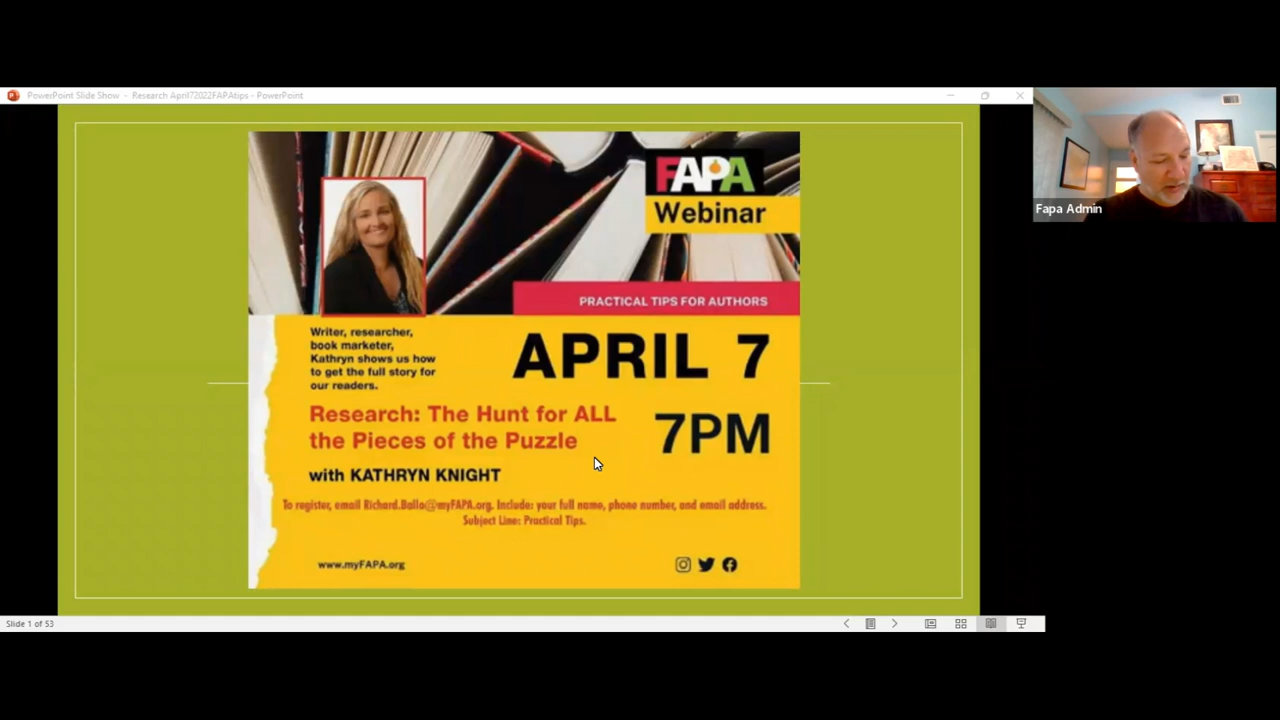 PowerPoint Slide Show - Research April72022FAPAtips - PowerPoint
FAPA
Webinar
PRACTICAL TIPS FOR AUTHORS
Writer, researcher,
book marketer,
Kathryn shows us how
to get the full story for
our readers.
APRIL 7
7PM
Research: The Hunt for ALL
the Pieces of the Puzzle
with KATHRYN KNIGHT
To register, email Richard.Ballo@myFAPA.org. Include: your full name, phone number, and email address.
Subject Line: Practical Tips.
www.myFAPA.org
Slide 1 of 53
Fapa Admin